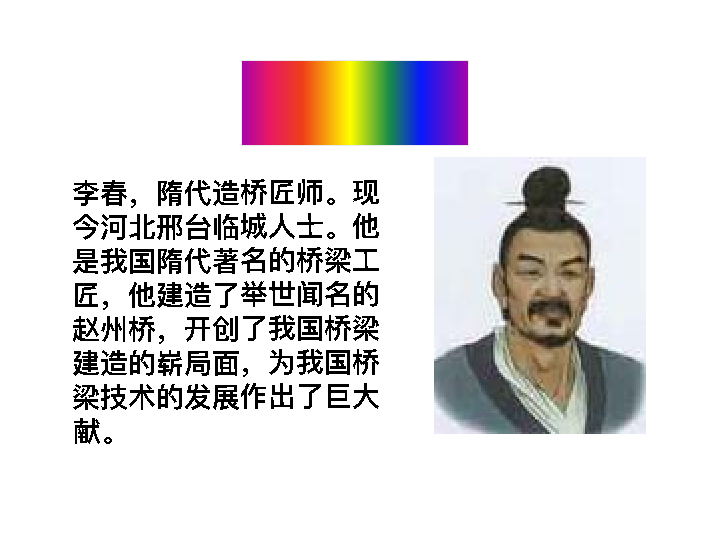 李春，隋代造桥匠师。现
今河北邢台临城人士。他
是我国隋代著名的桥梁工
匠，他建造了举世闻名的
赵州桥，开创了我国桥梁
建造的崭局面，为我国桥
梁技术的发展作出了巨大
献。